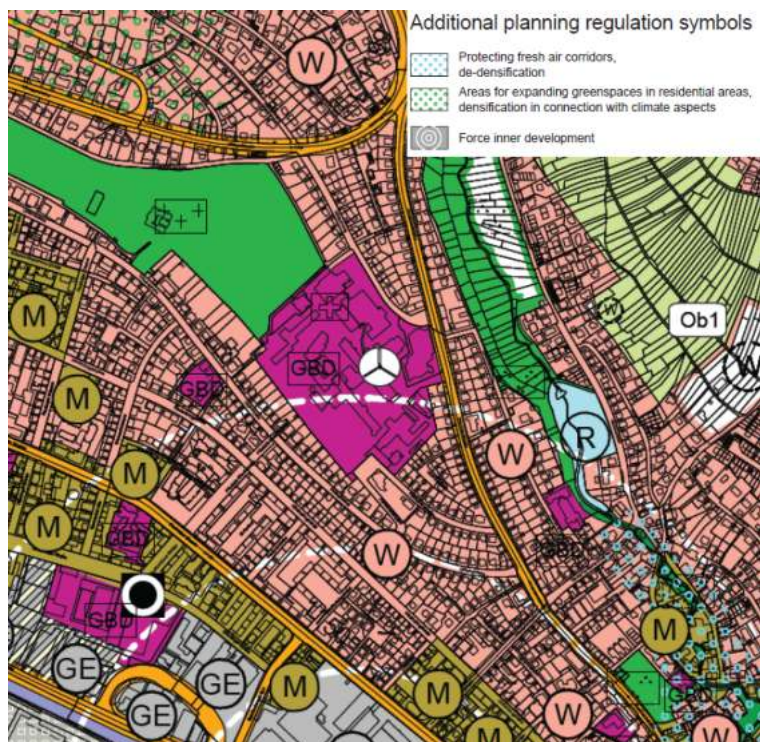 Additional planning regulation symbols
Protecting fresh air corridors,
de-densification
Areas for expanding greenspaces in residential areas,
densification in connection with climate aspects
Force inner development
W
W
Ob1
M
W
GBD
GBD
M
R
W
M
M
GBD
W
GBD
GBD
M
GE
GE
M
M
GBD
GE
W
M
W